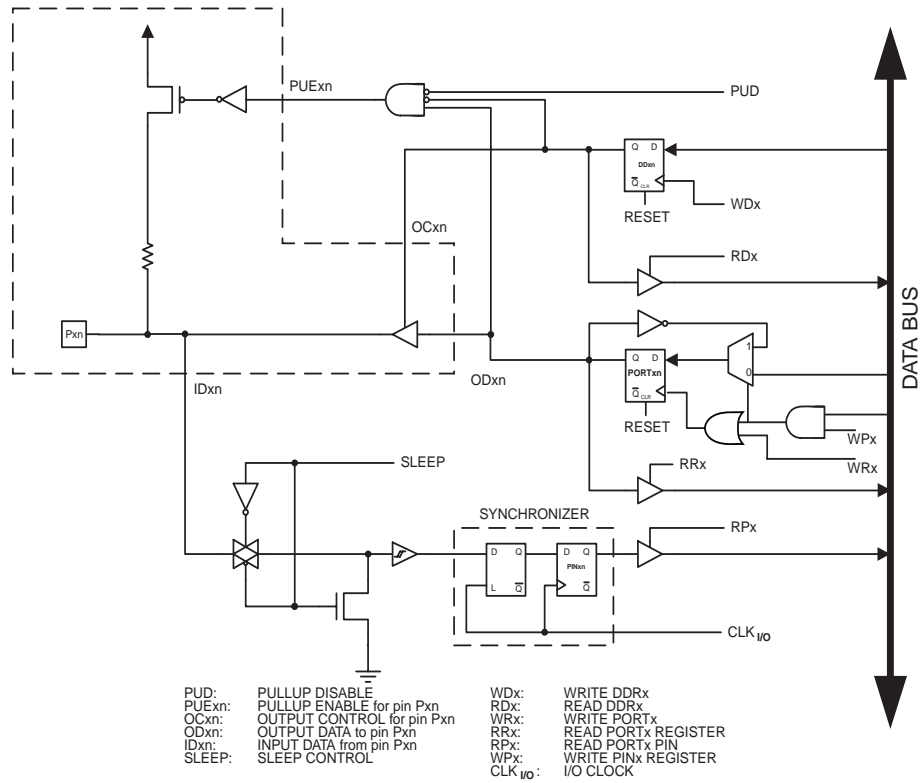 PUExn
PUD
Q D
DDxn
Q CLR
WDx
RESET
OCxn
RDx
Pxn
DATA BUS
1
Q D
ODxn
PORTxn
0
IDxn
Q CLR
RESET
WPx
WRx
SLEEP
RRx
SYNCHRONIZER
RPx
D Q
D Q
PINxn
L Q
Q
CLK I/O
PUD: PULLUP DISABLE
PUExn: PULLUP ENABLE for pin Pxn
OCxn: OUTPUT CONTROL for pin Pxn
ODxn: OUTPUT DATA to pin Pxn
IDxn: INPUT DATA from pin Pxn
SLEEP: SLEEP CONTROL
WDx: WRITE DDRx
RDx: READ DDRx
WRx: WRITE PORTx
RRx: READ PORTx REGISTER
RPx: READ PORTx PIN
WPx: WRITE PINx REGISTER
CLK I/O : I/O CLOCK